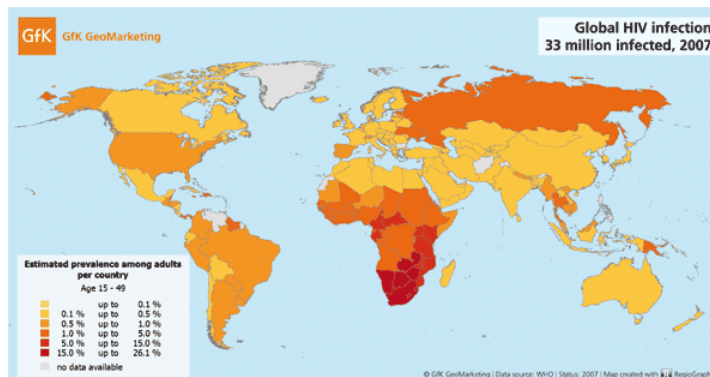 GfK GfK GeoMarketing
Global HIV infection
33 million infected, 2007
Estimated prevalence among adults
per country
Age 15 - 49
up to 0.1 %
0.1 % up to 0.5 %
0.5 % up to 1.0 %
1.0 % up to 5.0 %
5.0 % up to 15.0 %
15.0 % up to 26.1 %
no data available
© GfK GeoMarketing | Data source: WHO | Status: 2007 | Map created with RegioGraph